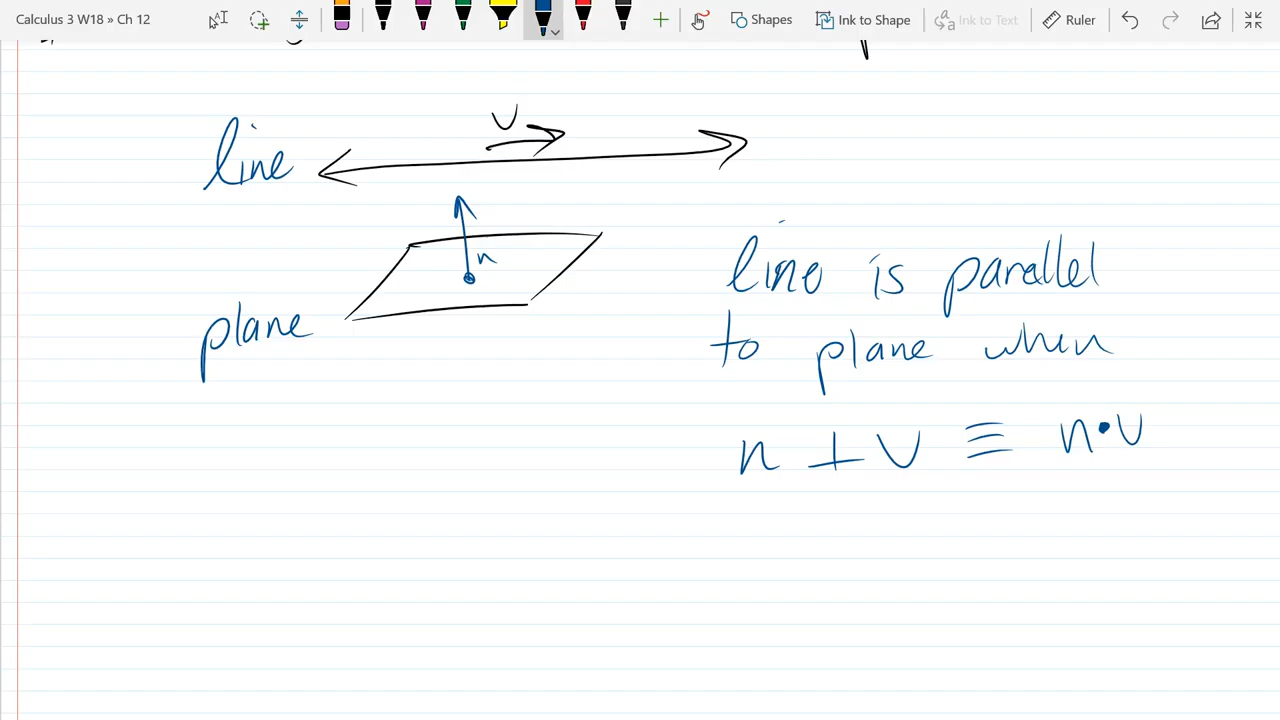 Calculus 3 W18 » Ch 12
Shapes
Ink to Shape
Ink to Text
Ruler
v
line
n
plane
line is parallel
to plane when
n ⊥ v ≡ n • v